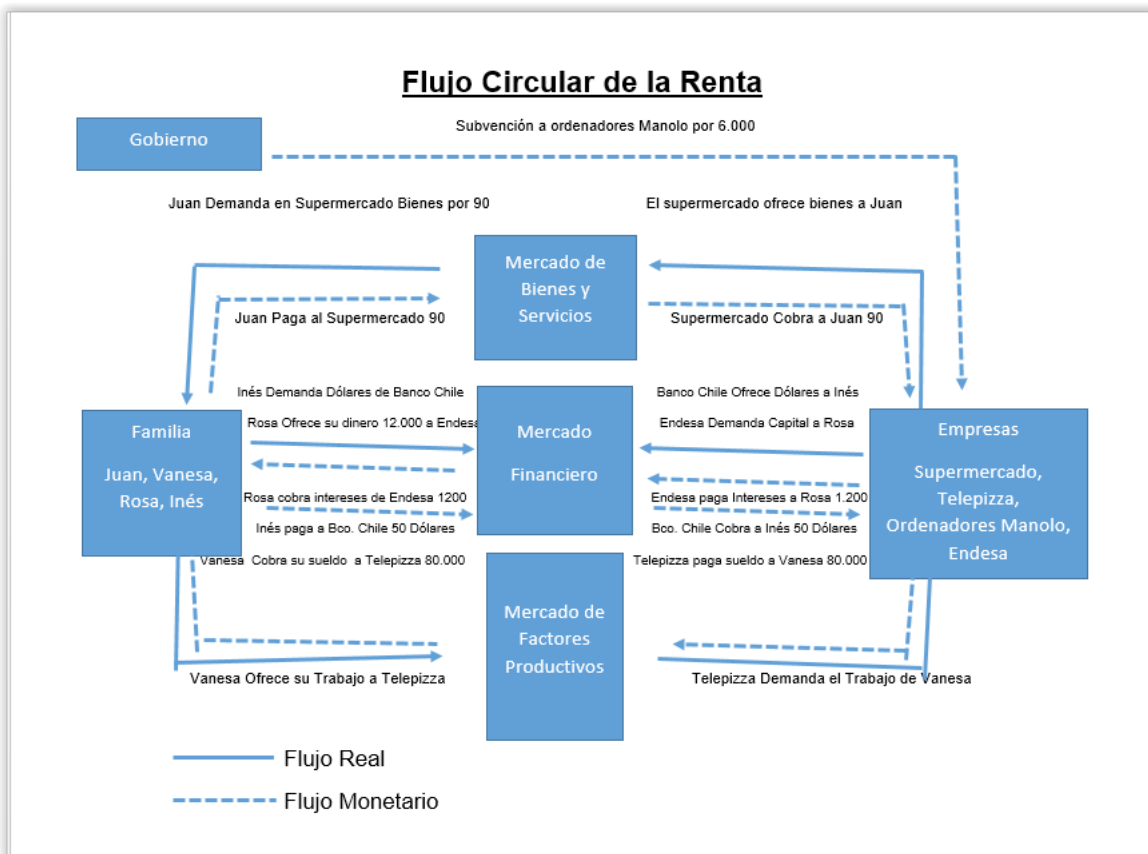 Flujo Circular de la Renta
Subvención a ordenadores Manolo por 6.000
Gobierno
Juan Demanda en Supermercado Bienes por 90
El supermercado ofrece bienes a Juan
Mercado de
Bienes y
Servicios
Juan Paga al Supermercado 90
Supermercado Cobra a Juan 90
Inés Demanda Dólares de Banco Chile
Banco Chile Ofrece Dólares a Inés
Rosa Ofrece su dinero 12.000 a Endesa
Endesa Demanda Capital a Rosa
Familia
Juan, Vanesa,
Rosa, Inés
Mercado
Financiero
Empresas
Supermercado,
Telepizza,
Ordenadores Manolo,
Endesa
Rosa cobra intereses de Endesa 1200
Endesa paga Intereses a Rosa 1.200
Inés paga a Bco. Chile 50 Dólares
Bco. Chile Cobra a Inés 50 Dólares
Vanesa Cobra su sueldo a Telepizza 80.000
Telepizza paga sueldo a Vanesa 80.000
Mercado de
Factores
Productivos
Vanesa Ofrece su Trabajo a Telepizza
Telepizza Demanda el Trabajo de Vanesa
Flujo Real
Flujo Monetario